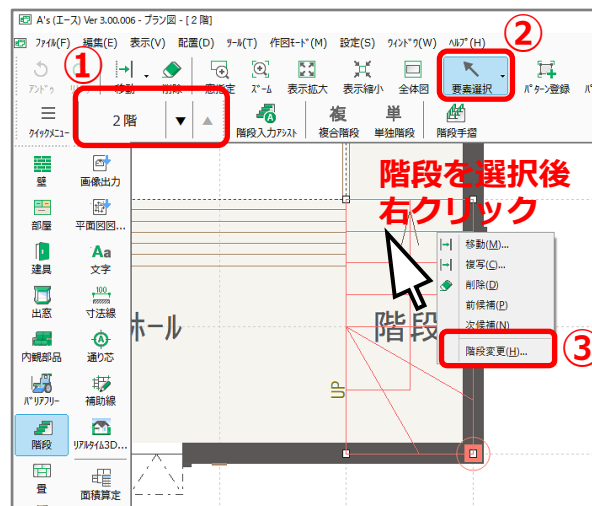 A's (エース) Ver 3.00.006 - プラン図 - [2 階]
ファイル(F) 編集(E) 表示(V) 配置(D) ツール(T) 作図モード(M) 設定(S) ウィンドウ(W) ヘルプ(H)
①
②
アンドゥ 移動 削除 窓指定 ズーム 表示拡大 表示縮小 全体図 要素選択 パターン登録
クイックメニュー 2階 ▼ ▲ 階段入力アシスト 複 複合階段 単 単独階段 階段手摺
壁 画像出力
部屋 平面図図...
建具 Aa 文字
出窓 100 寸法線
内観部品 通り芯
バリアフリー 補助線
階段 リアルタイム3D...
畳 面積算定
階段を選択後
右クリック
ホール
階段
UP
移動(M)...
複写(C)...
削除(D)
前候補(P)
次候補(N)
階段変更(H)...
③